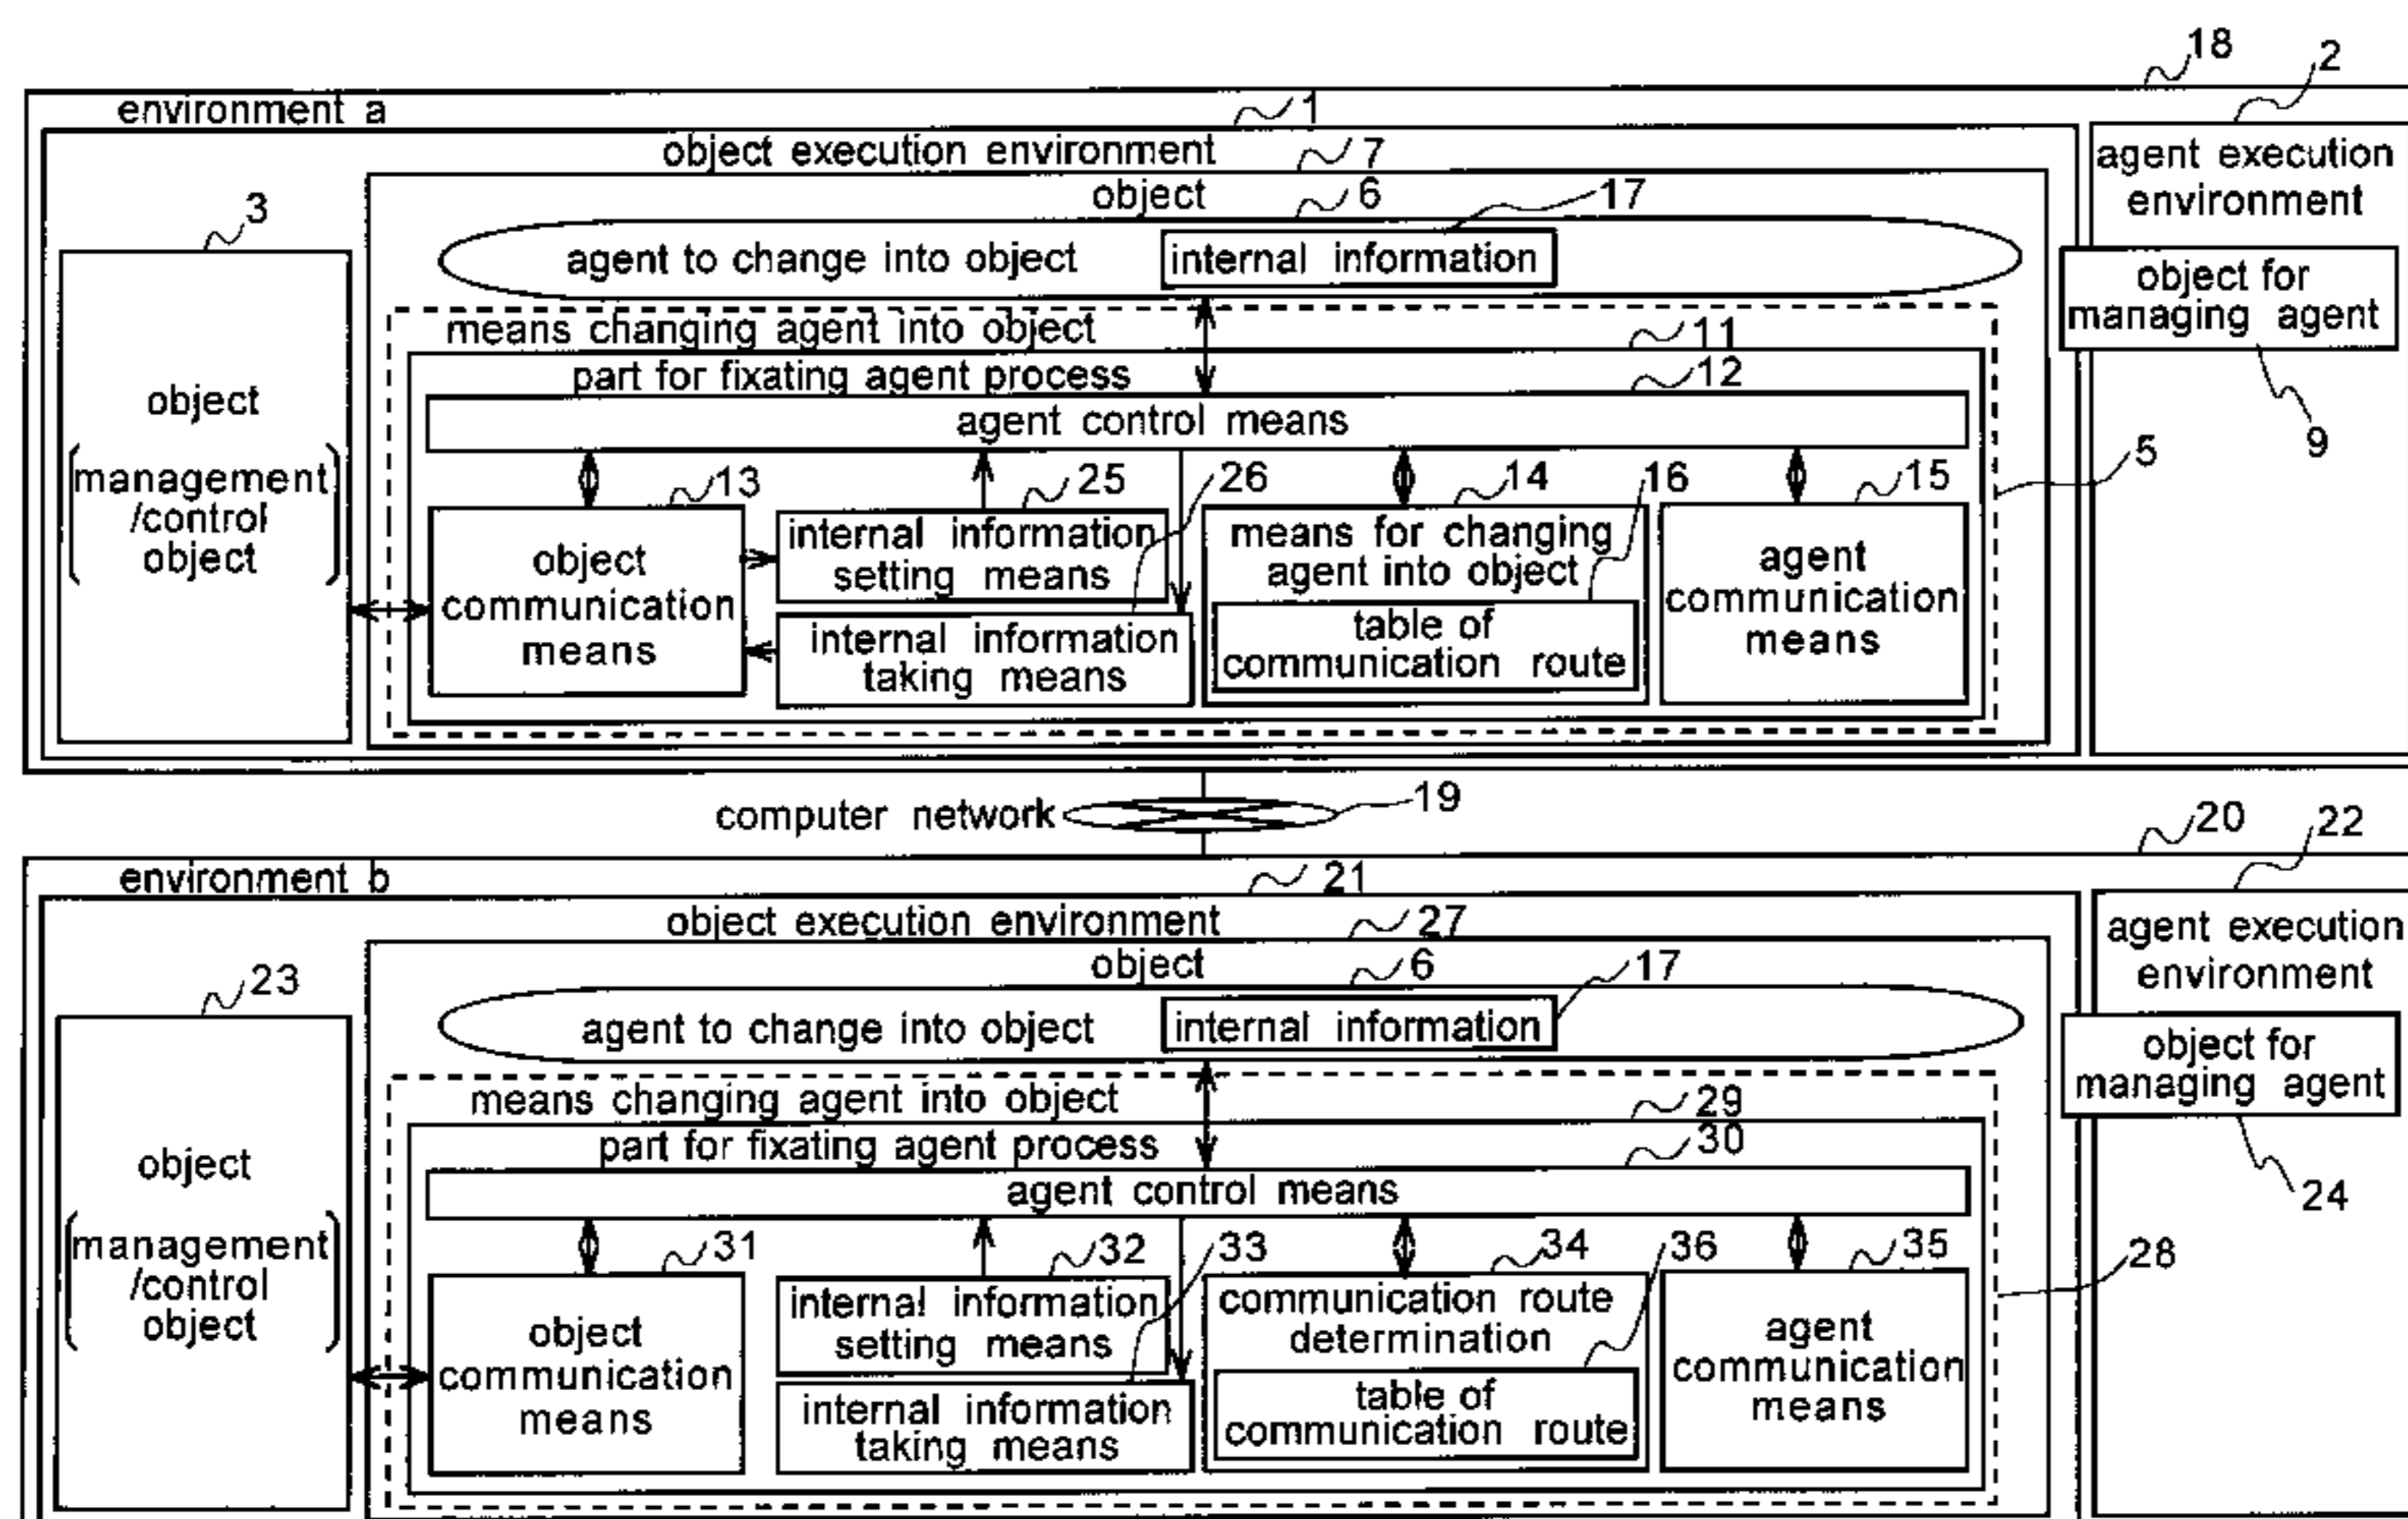 18
2
environment a
1
object execution environment
7
agent execution
environment
object
6
17
3
agent to change into object
internal information
object for
managing agent
9
means changing agent into object
11
part for fixating agent process
12
object
(management
/control
object)
agent control means
5
13
25
26
14
16
15
object
communication
means
internal information
setting means
internal information
taking means
means for changing
agent into object
table of
communication route
agent
communication
means
computer network
19
20
22
environment b
21
object execution environment
27
agent execution
environment
object
6
17
23
agent to change into object
internal information
object for
managing agent
24
means changing agent into object
29
part for fixating agent process
30
object
(management
/control
object)
agent control means
28
31
32
33
34
36
35
object
communication
means
internal information
setting means
internal information
taking means
communication route
determination
table of
communication route
agent
communication
means